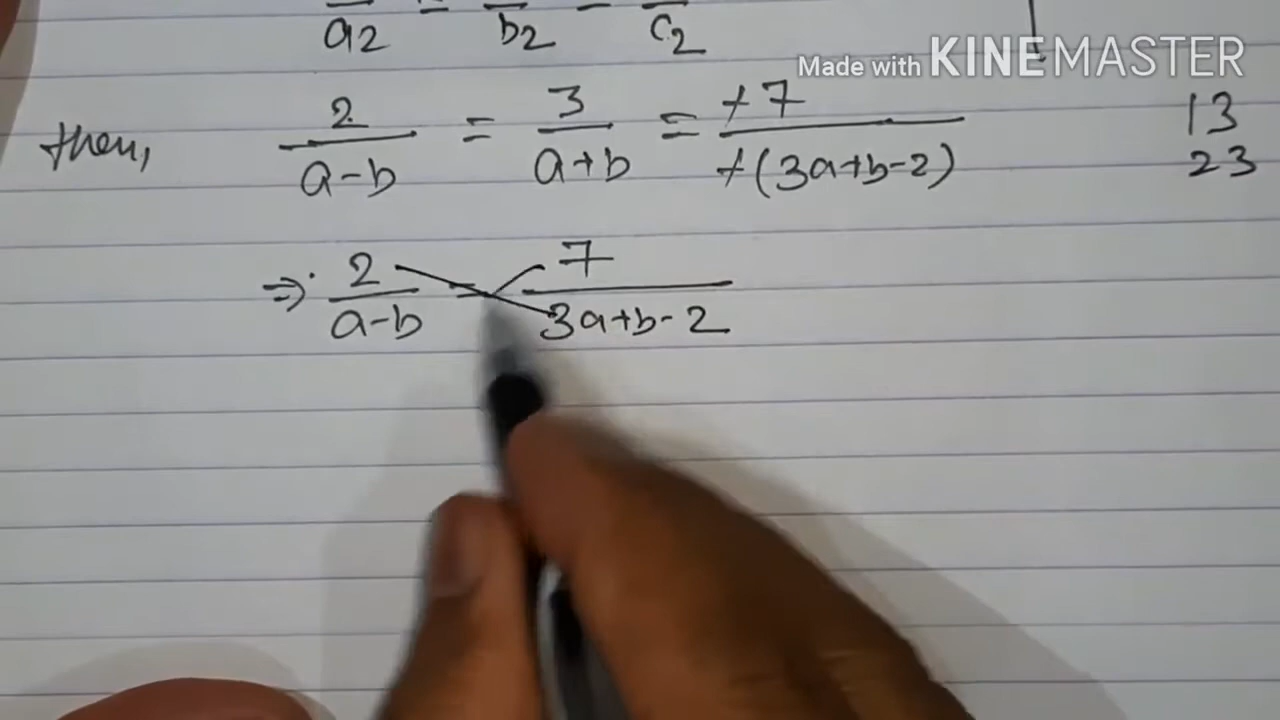 a2 = b2 = c2
Made with KINEMASTER
then, 2/(a-b) = 3/(a+b) = +7/+(3a+b-2) 13
23
⇒ 2/(a-b) = 7/(3a+b-2)